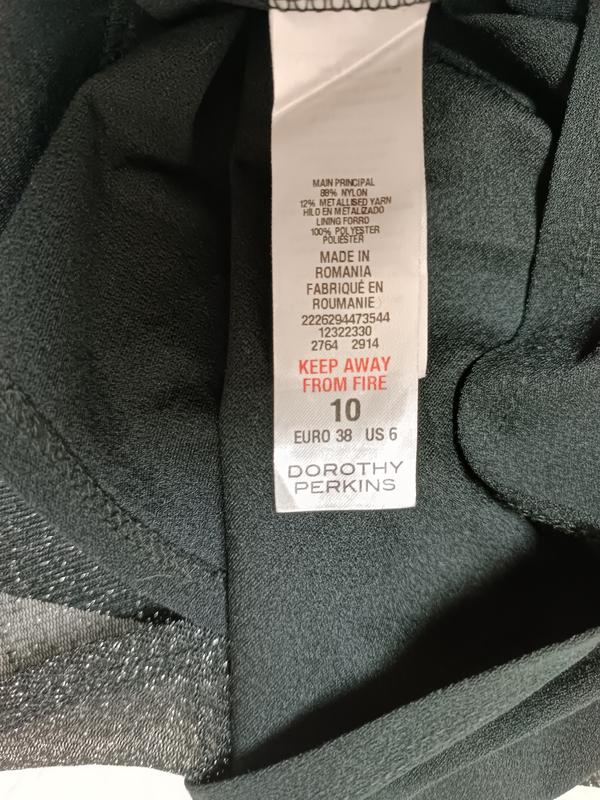 MAIN PRINCIPAL
88% NYLON
12% METALLISED YARN
HILO EN METALIZADO
LINING FORRO
100% POLYESTER
POLIESTER
MADE IN
ROMANIA
FABRIQUÉ EN
ROUMANIE
2226294473544
12322330
2764 2914
KEEP AWAY
FROM FIRE
10
EURO 38 US 6
DOROTHY
PERKINS